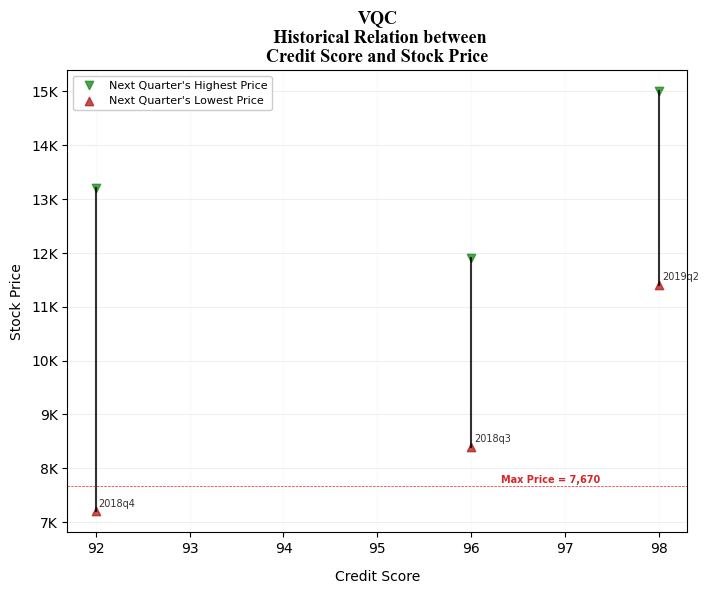 VQC
Historical Relation between
Credit Score and Stock Price
Next Quarter's Highest Price
Next Quarter's Lowest Price
15K
14K
13K
12K
11K
10K
9K
8K
7K
Stock Price
2019q2
2018q3
Max Price = 7,670
2018q4
92
93
94
95
96
97
98
Credit Score